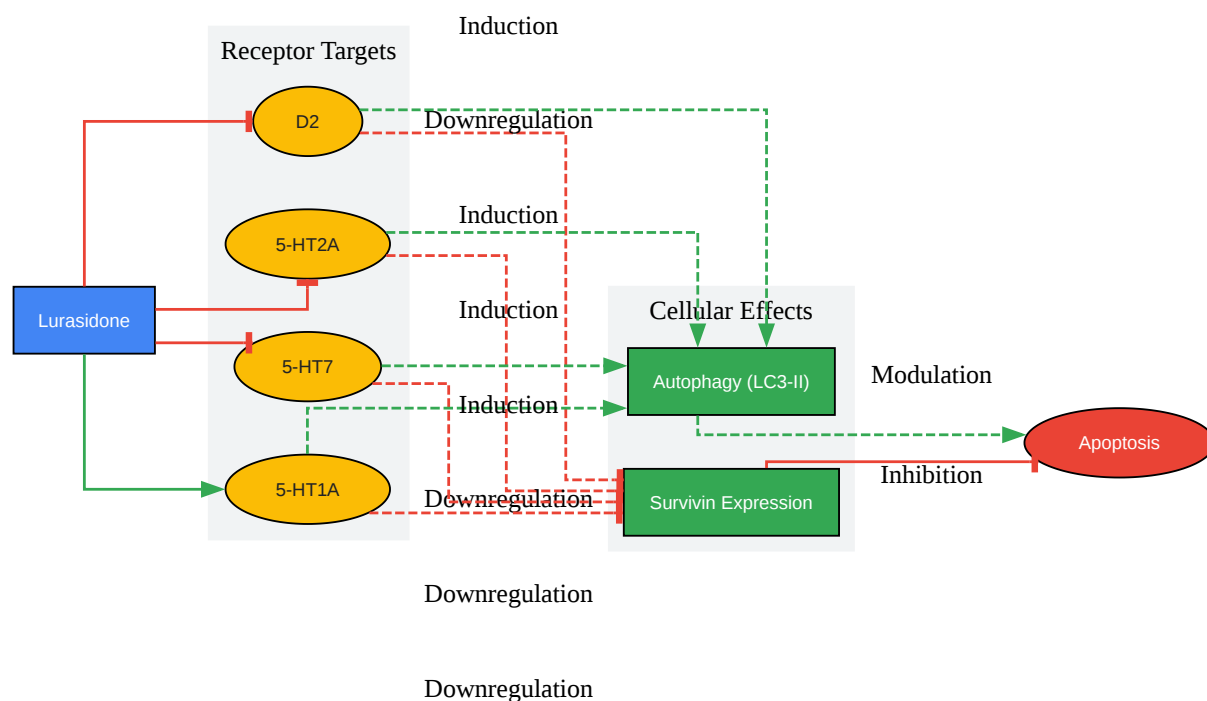 Induction
Receptor Targets
D2
Downregulation
Induction
5-HT2A
Induction
Cellular Effects
Lurasidone
5-HT7
Autophagy (LC3-II)
Modulation
Induction
Apoptosis
Inhibition
5-HT1A
Downregulation
Survivin Expression
Downregulation
Downregulation